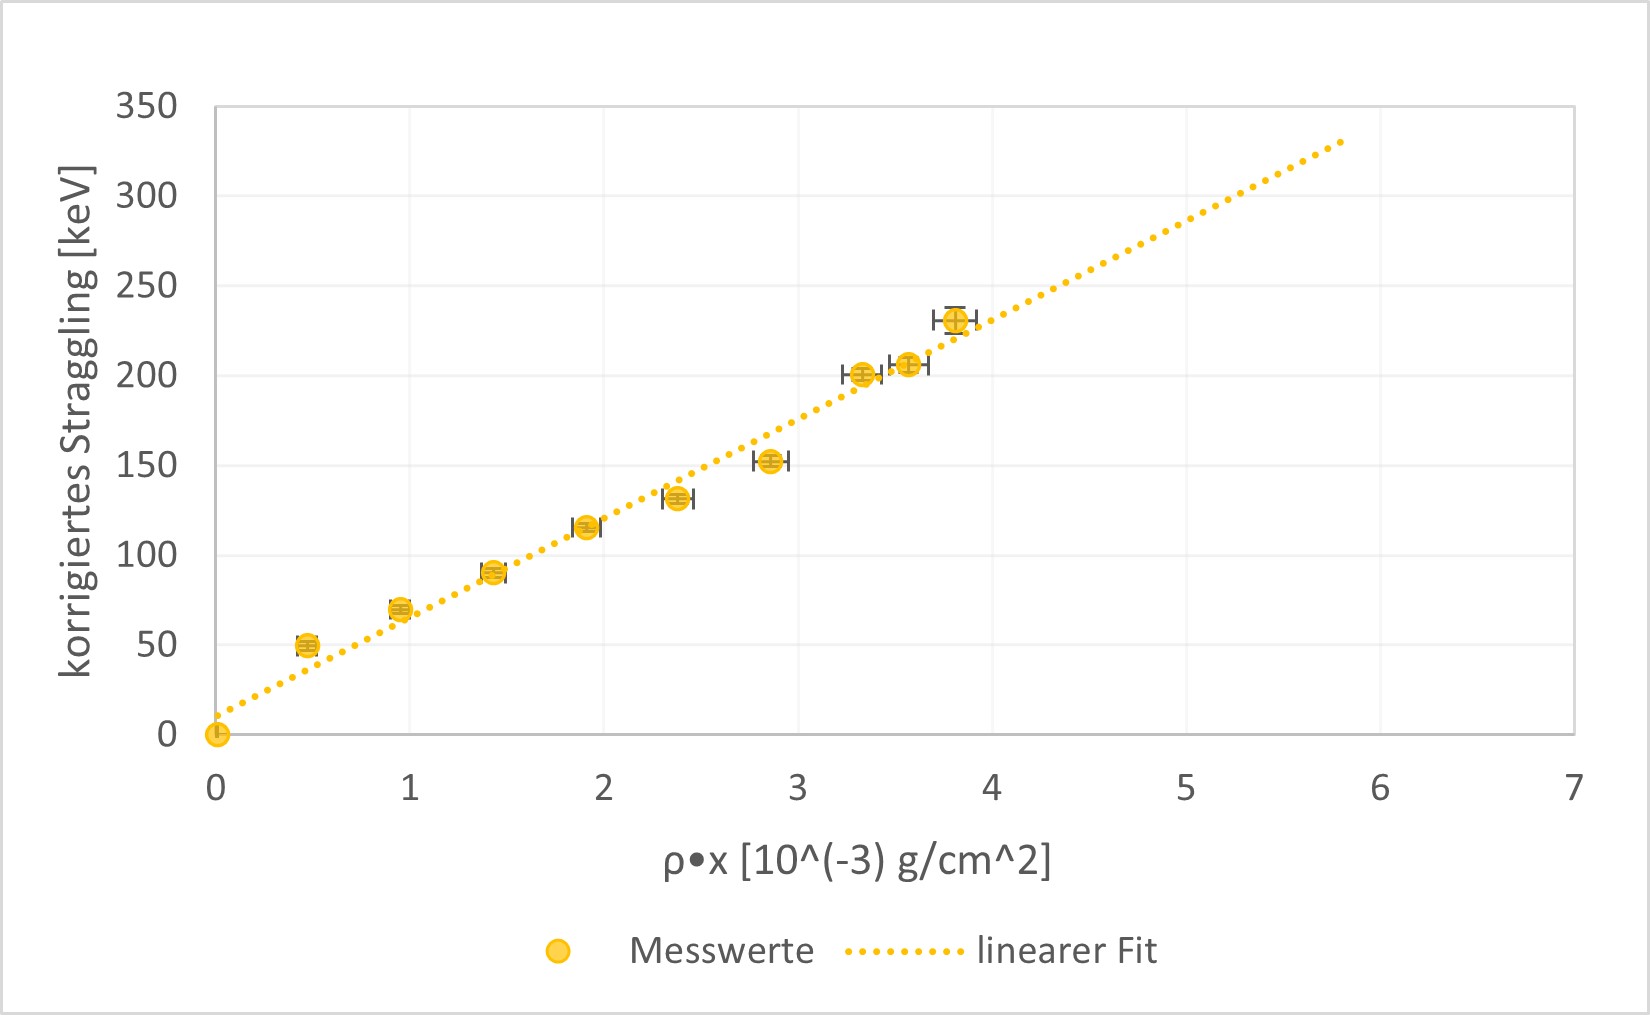 350
300
250
200
150
100
50
0
korrigiertes Straggling [keV]
0 1 2 3 4 5 6 7
ρ•x [10^(-3) g/cm^2]
Messwerte linearer Fit